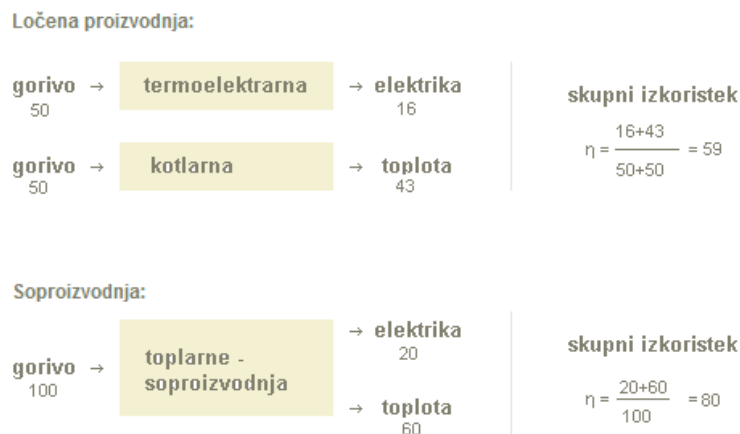 Ločena proizvodnja:
gorivo → termoelektrarna → elektrika
50 16
skupni izkoristek
η = 16+43 / 50+50 = 59
gorivo → kotlarna → toplota
50 43
Soproizvodnja:
gorivo → toplarne - soproizvodnja
100
→ elektrika
20
→ toplota
60
skupni izkoristek
η = 20+60 / 100 = 80